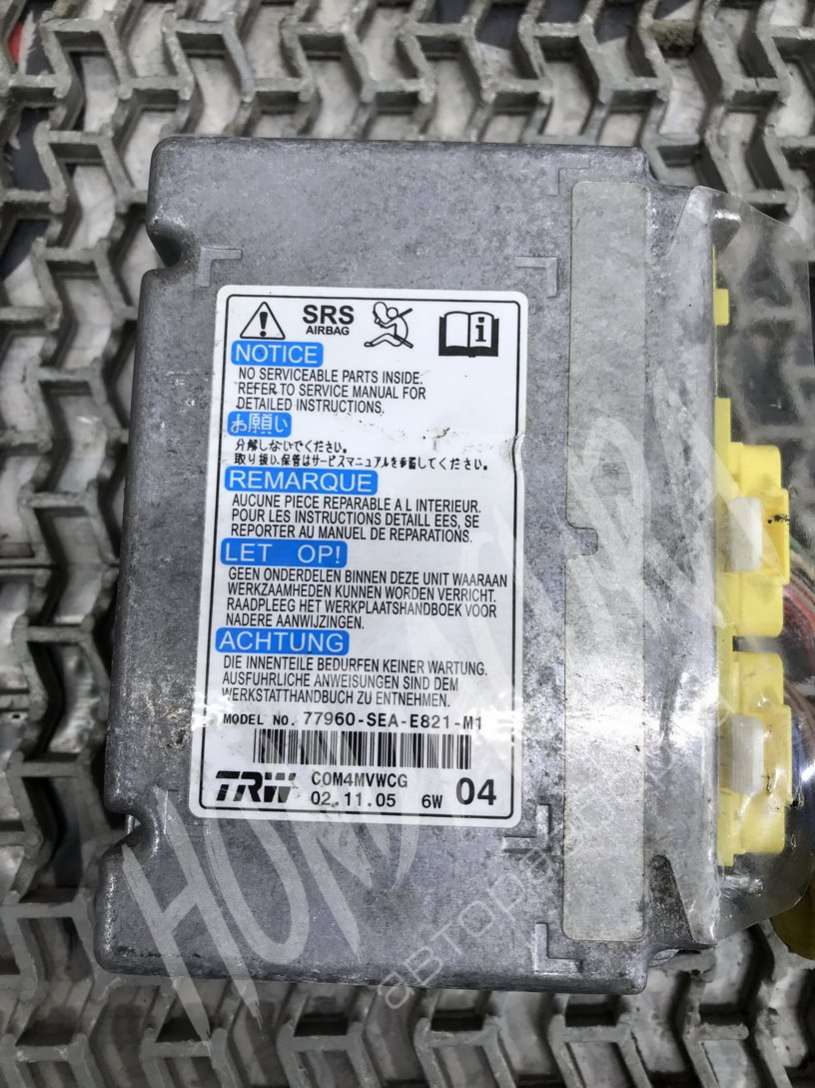 SRS
AIRBAG
NOTICE
NO SERVICEABLE PARTS INSIDE.
REFER TO SERVICE MANUAL FOR
DETAILED INSTRUCTIONS.
お願い
分解しないでください。
取り扱い、保管はサービスマニュアルを参照してください。
REMARQUE
AUCUNE PIECE REPARABLE A L INTERIEUR.
POUR LES INSTRUCTIONS DETAILL EES, SE
REPORTER AU MANUEL DE REPARATIONS.
LET OP!
GEEN ONDERDELEN BINNEN DEZE UNIT WAARAAN
WERKZAAMHEDEN KUNNEN WORDEN VERRICHT.
RAADPLEEG HET WERKPLAATSHANDBOEK VOOR
NADERE AANWIJZINGEN.
ACHTUNG
DIE INNENTEILE BEDURFEN KEINER WARTUNG.
AUSFUHRLICHE ANWEISUNGEN SIND DEM
WERKSTATTHANDBUCH ZU ENTNEHMEN.
MODEL NO. 77960-SEA-E821-M1
TRW C0M4MVWCG
02.11.05 6W 04